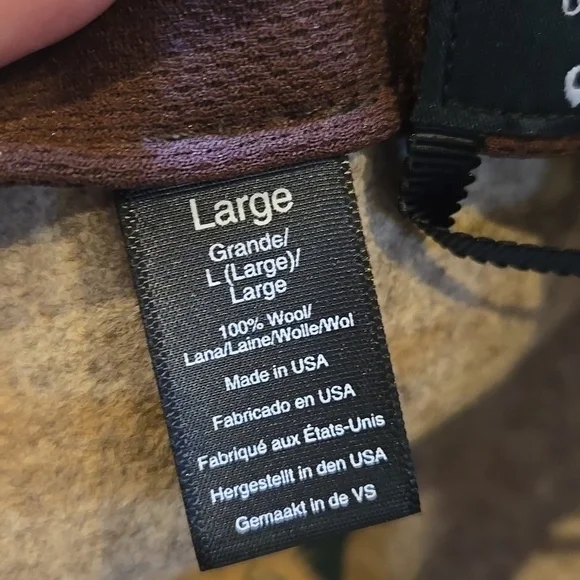 Large
Grande/
L (Large)/
Large
100% Wool/
Lana/Laine/Wolle/Wol
Made in USA
Fabricado en USA
Fabriqué aux États-Unis
Hergestellt in den USA
Gemaakt in de VS